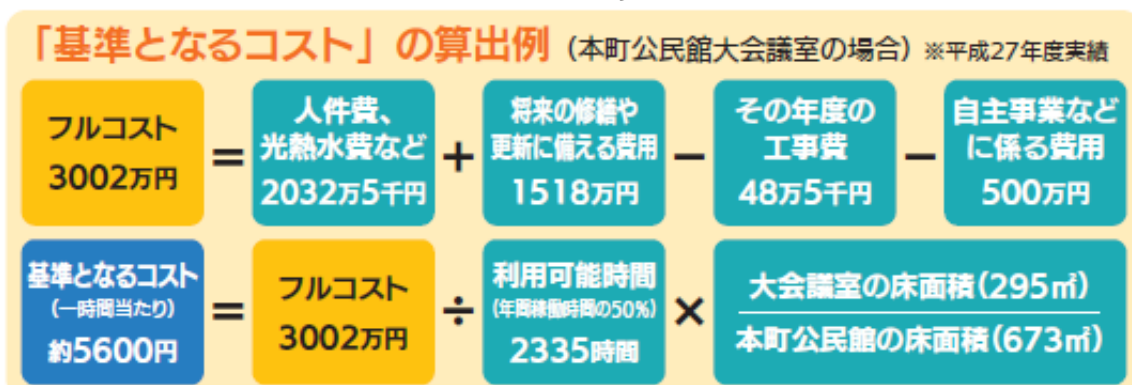 「基準となるコスト」の算出例（本町公民館大会議室の場合）※平成27年度実績
フルコスト
3002万円
=
人件費、
光熱水費など
2032万5千円
+
将来の修繕や
更新に備える費用
1518万円
−
その年度の
工事費
48万5千円
−
自主事業など
に係る費用
500万円
基準となるコスト
（一時間当たり）
約5600円
=
フルコスト
3002万円
÷
利用可能時間
（年間稼働時間の50%）
2335時間
×
大会議室の床面積（295㎡）
本町公民館の床面積（673㎡）